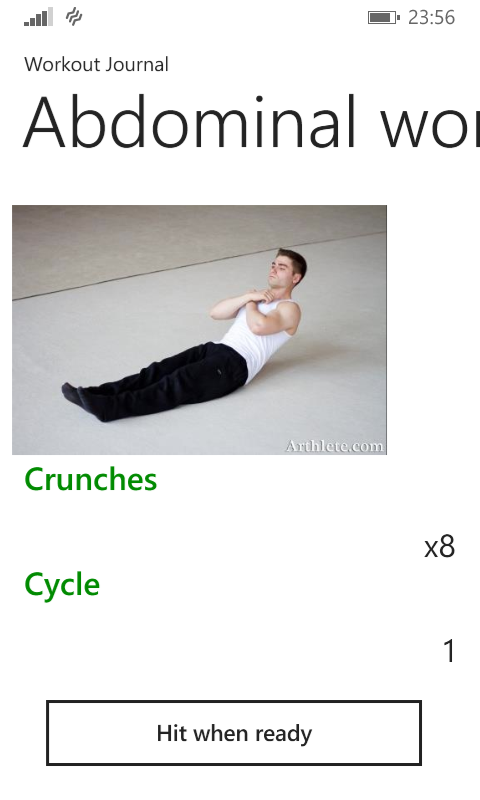 23:56
Workout Journal
Abdominal wor
Arthlete.com
Crunches
x8
Cycle
1
Hit when ready